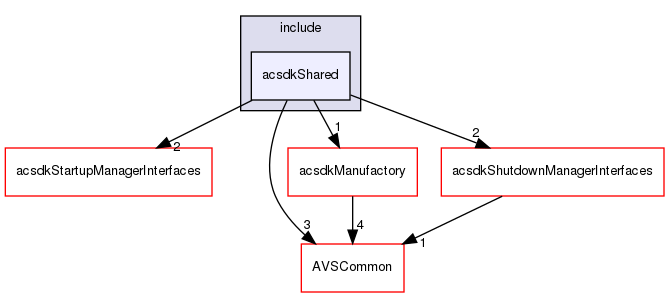 include
acsdkShared
1
2
2
acsdkStartupManagerInterfaces
acsdkManufactory
acsdkShutdownManagerInterfaces
3
4
1
AVSCommon